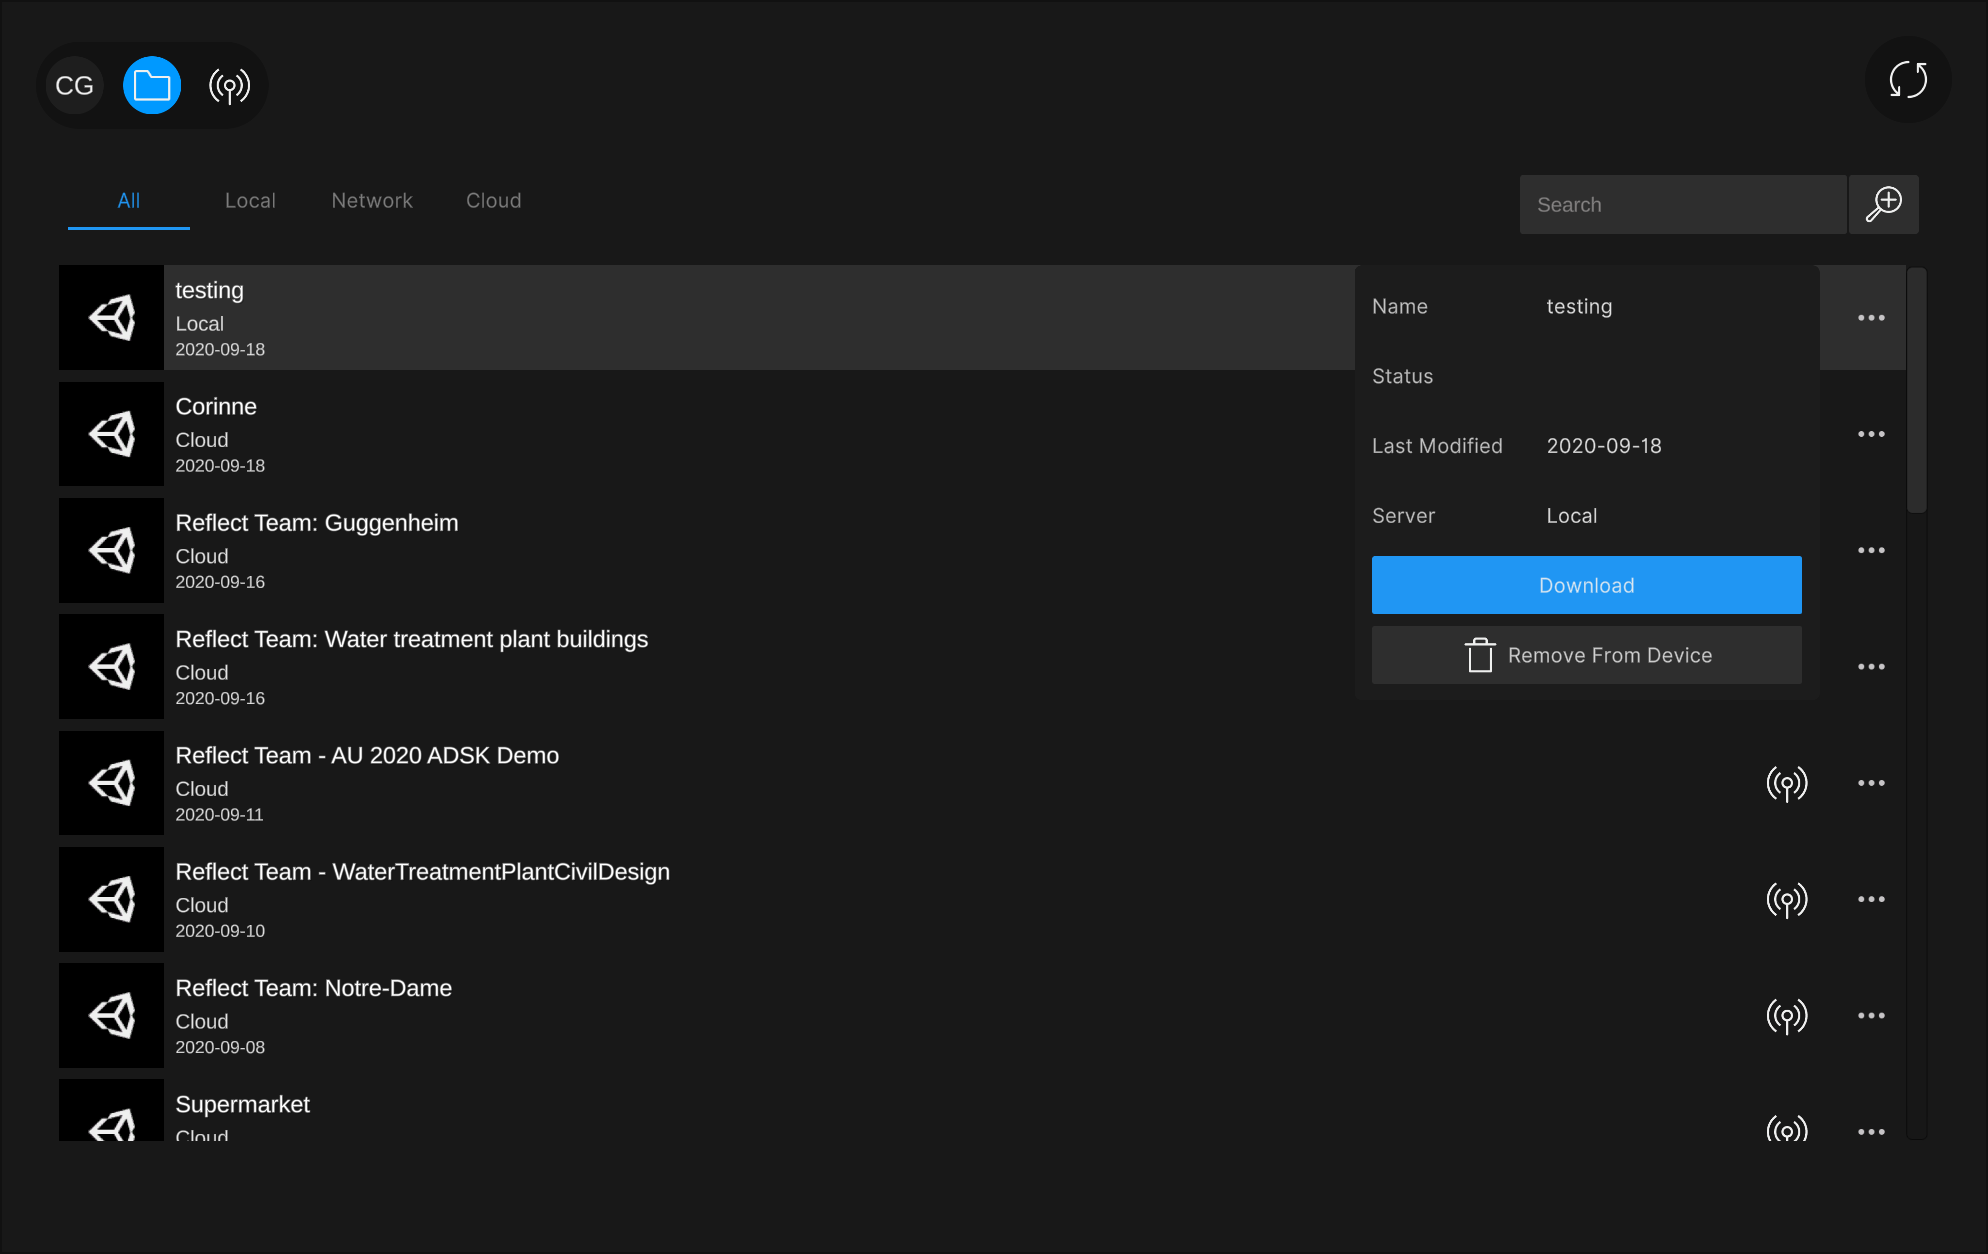 CG
All
Local
Network
Cloud
Search
testing
Local
2020-09-18
Name
testing
Status
Last Modified
2020-09-18
Server
Local
Download
Remove From Device
Corinne
Cloud
2020-09-18
Reflect Team: Guggenheim
Cloud
2020-09-16
Reflect Team: Water treatment plant buildings
Cloud
2020-09-16
Reflect Team - AU 2020 ADSK Demo
Cloud
2020-09-11
Reflect Team - WaterTreatmentPlantCivilDesign
Cloud
2020-09-10
Reflect Team: Notre-Dame
Cloud
2020-09-08
Supermarket
Cloud